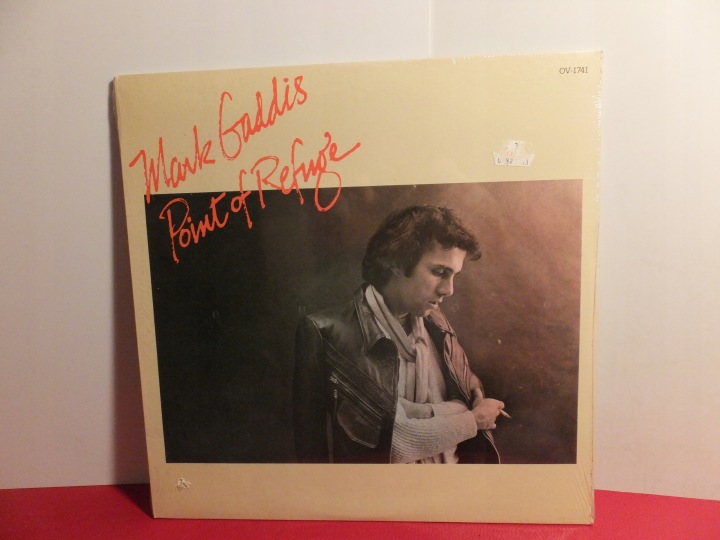 OV-1741
Mark Gaddis
Point of Refuge